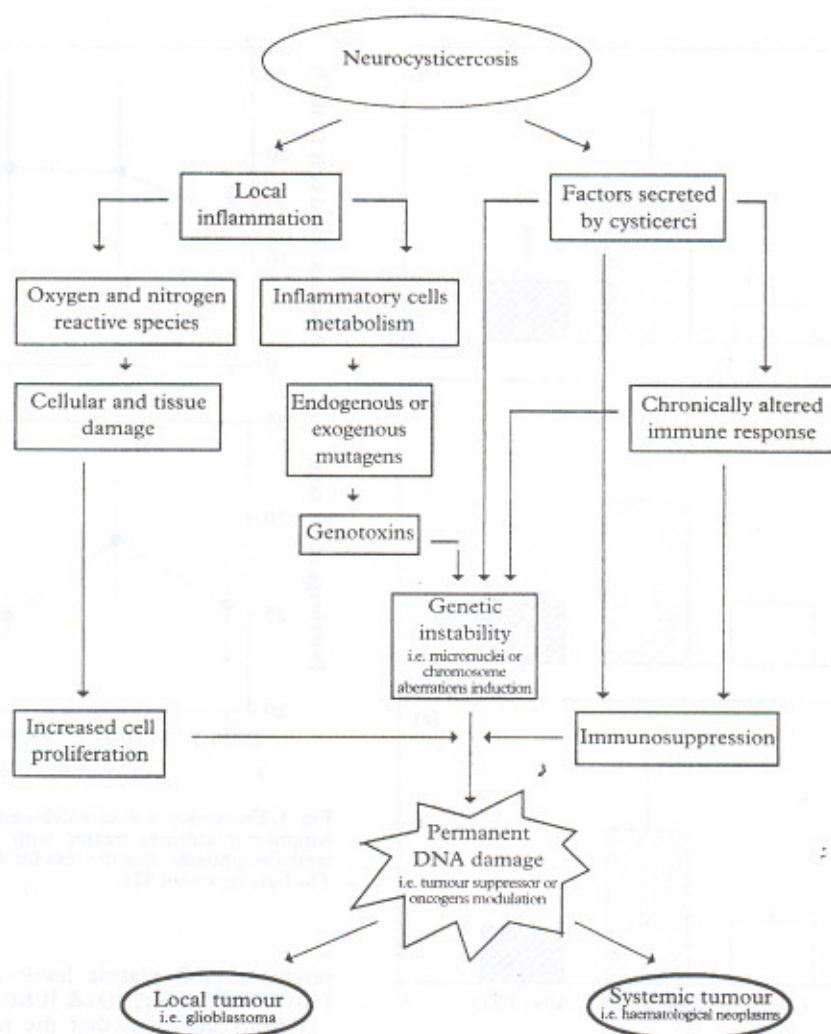 Neurocysticercosis
Local
inflammation
Factors secreted
by cysticerci
Oxygen and nitrogen
reactive species
Inflammatory cells
metabolism
Cellular and tissue
damage
Endogenous or
exogenous
mutagens
Chronically altered
immune response
Genotoxins
Genetic
instability
i.e. micronuclei or
chromosome
aberrations induction
Increased cell
proliferation
Immunosuppression
Permanent
DNA damage
i.e. tumour suppressor or
oncogens modulation
Local tumour
i.e. glioblastoma
Systemic tumour
i.e. haematological neoplasms